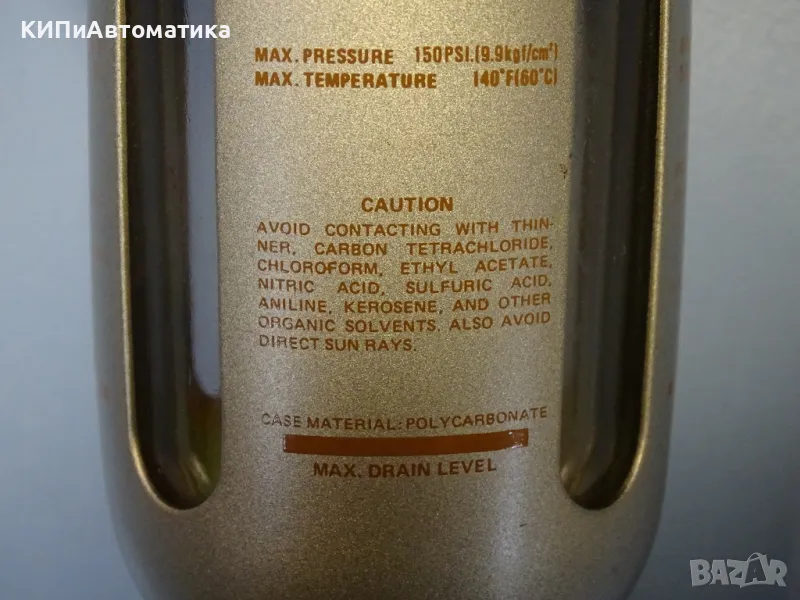 КИПиАвтоматика
MAX. PRESSURE 150PSI.(9.9kgf/cm²)
MAX. TEMPERATURE 140°F(60°C)
CAUTION
AVOID CONTACTING WITH THIN-
NER, CARBON TETRACHLORIDE,
CHLOROFORM, ETHYL ACETATE,
NITRIC ACID, SULFURIC ACID,
ANILINE, KEROSENE, AND OTHER
ORGANIC SOLVENTS. ALSO AVOID
DIRECT SUN RAYS.
CASE MATERIAL: POLYCARBONATE
MAX. DRAIN LEVEL
BAZAR